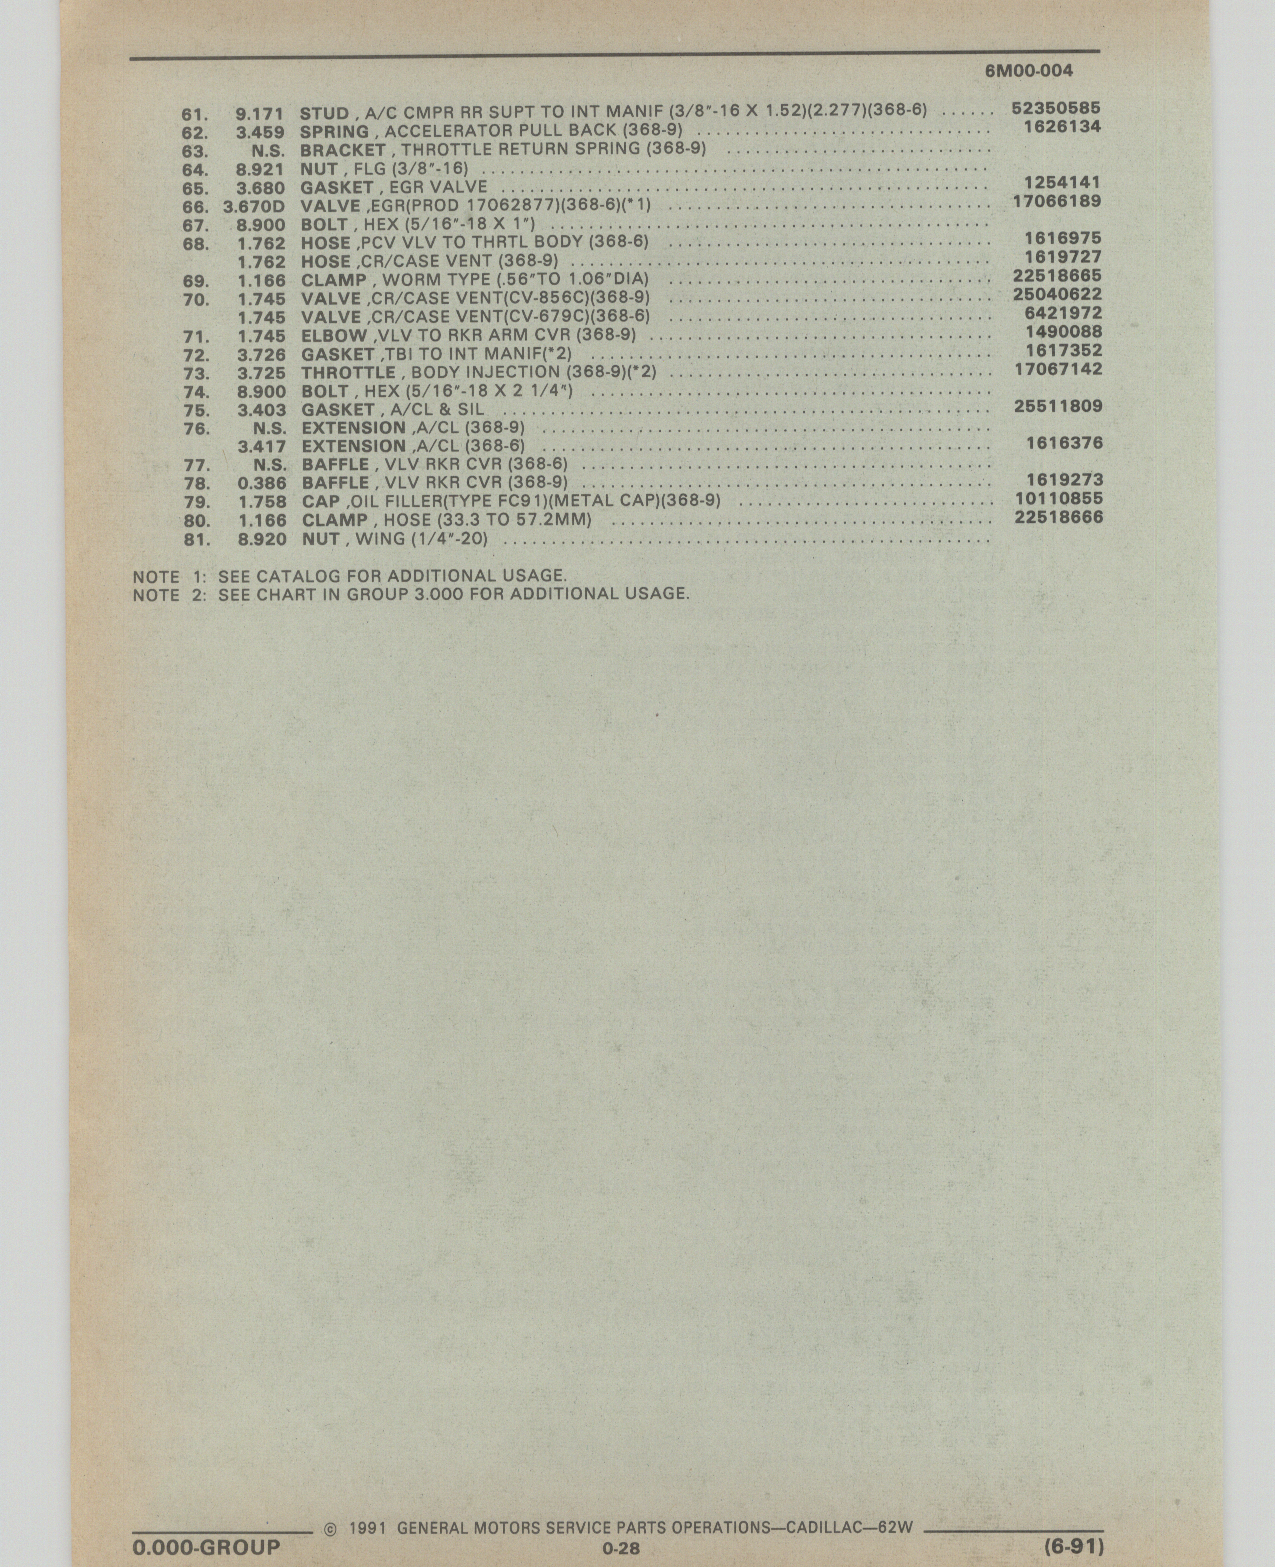 6M00-004
61. 9.171 STUD , A/C CMPR RR SUPT TO INT MANIF (3/8"-16 X 1.52)(2.277)(368-6) ...... 52350585
62. 3.459 SPRING , ACCELERATOR PULL BACK (368-9) .............................. 1626134
63. N.S. BRACKET , THROTTLE RETURN SPRING (368-9) ...........................
64. 8.921 NUT , FLG (3/8"-16) ..................................................
65. 3.680 GASKET , EGR VALVE ................................................. 1254141
66. 3.670D VALVE ,EGR(PROD 17062877)(368-6)(*1) ................................. 17066189
67. 8.900 BOLT , HEX (5/16"-18 X 1") ............................................
68. 1.762 HOSE ,PCV VLV TO THRTL BODY (368-6) ................................. 1616975
1.762 HOSE ,CR/CASE VENT (368-9) .......................................... 1619727
69. 1.166 CLAMP , WORM TYPE (.56"TO 1.06"DIA) ................................. 22518665
70. 1.745 VALVE ,CR/CASE VENT(CV-856C)(368-9) ................................. 25040622
1.745 VALVE ,CR/CASE VENT(CV-679C)(368-6) ................................. 6421972
71. 1.745 ELBOW ,VLV TO RKR ARM CVR (368-9) ................................... 1490088
72. 3.726 GASKET ,TBI TO INT MANIF(*2) ........................................ 1617352
73. 3.725 THROTTLE , BODY INJECTION (368-9)(*2) ................................. 17067142
74. 8.900 BOLT , HEX (5/16"-18 X 2 1/4") ........................................
75. 3.403 GASKET , A/CL & SIL ................................................. 25511809
76. N.S. EXTENSION ,A/CL (368-9) .............................................
3.417 EXTENSION ,A/CL (368-6) ............................................. 1616376
77. N.S. BAFFLE , VLV RKR CVR (368-6) .........................................
78. 0.386 BAFFLE , VLV RKR CVR (368-9) ......................................... 1619273
79. 1.758 CAP ,OIL FILLER(TYPE FC91)(METAL CAP)(368-9) .......................... 10110855
80. 1.166 CLAMP , HOSE (33.3 TO 57.2MM) ...................................... 22518666
81. 8.920 NUT , WING (1/4"-20) .................................................
NOTE 1: SEE CATALOG FOR ADDITIONAL USAGE.
NOTE 2: SEE CHART IN GROUP 3.000 FOR ADDITIONAL USAGE.
© 1991 GENERAL MOTORS SERVICE PARTS OPERATIONS—CADILLAC—62W
0.000-GROUP 0-28 (6-91)